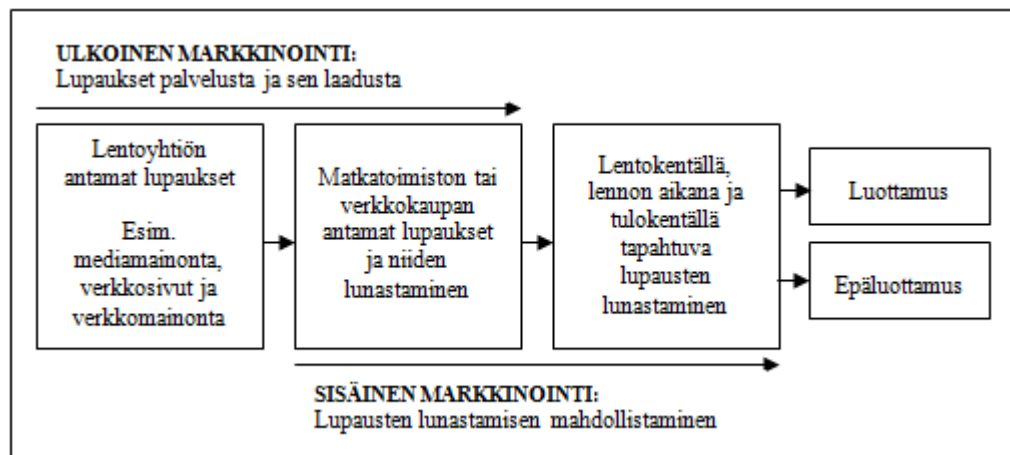 ULKOINEN MARKKINOINTI:
Lupaukset palvelusta ja sen laadusta
Lentoyhtiön
antamat lupaukset
Esim.
mediamainonta,
verkkosivut ja
verkkomainonta
Matkatoimiston tai
verkkokaupan
antamat lupaukset
ja niiden
lunastaminen
Lentokentällä,
lennon aikana ja
tulokentällä
tapahtuva
lupausten
lunastaminen
Luottamus
Epäluottamus
SISÄINEN MARKKINOINTI:
Lupausten lunastamisen mahdollistaminen